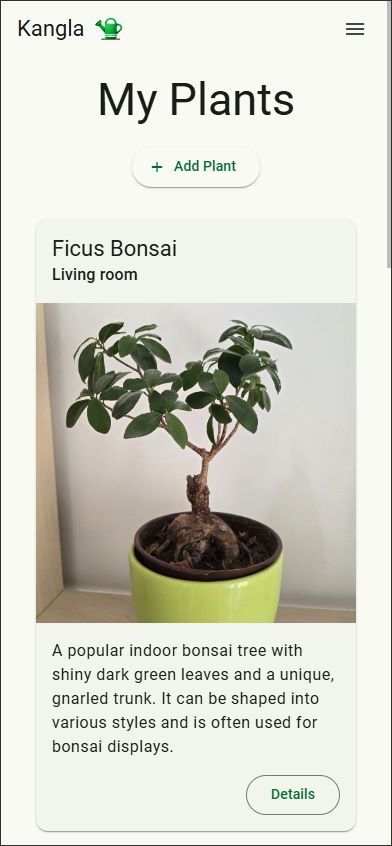 Kangla
My Plants
+ Add Plant
Ficus Bonsai
Living room
A popular indoor bonsai tree with
shiny dark green leaves and a unique,
gnarled trunk. It can be shaped into
various styles and is often used for
bonsai displays.
Details